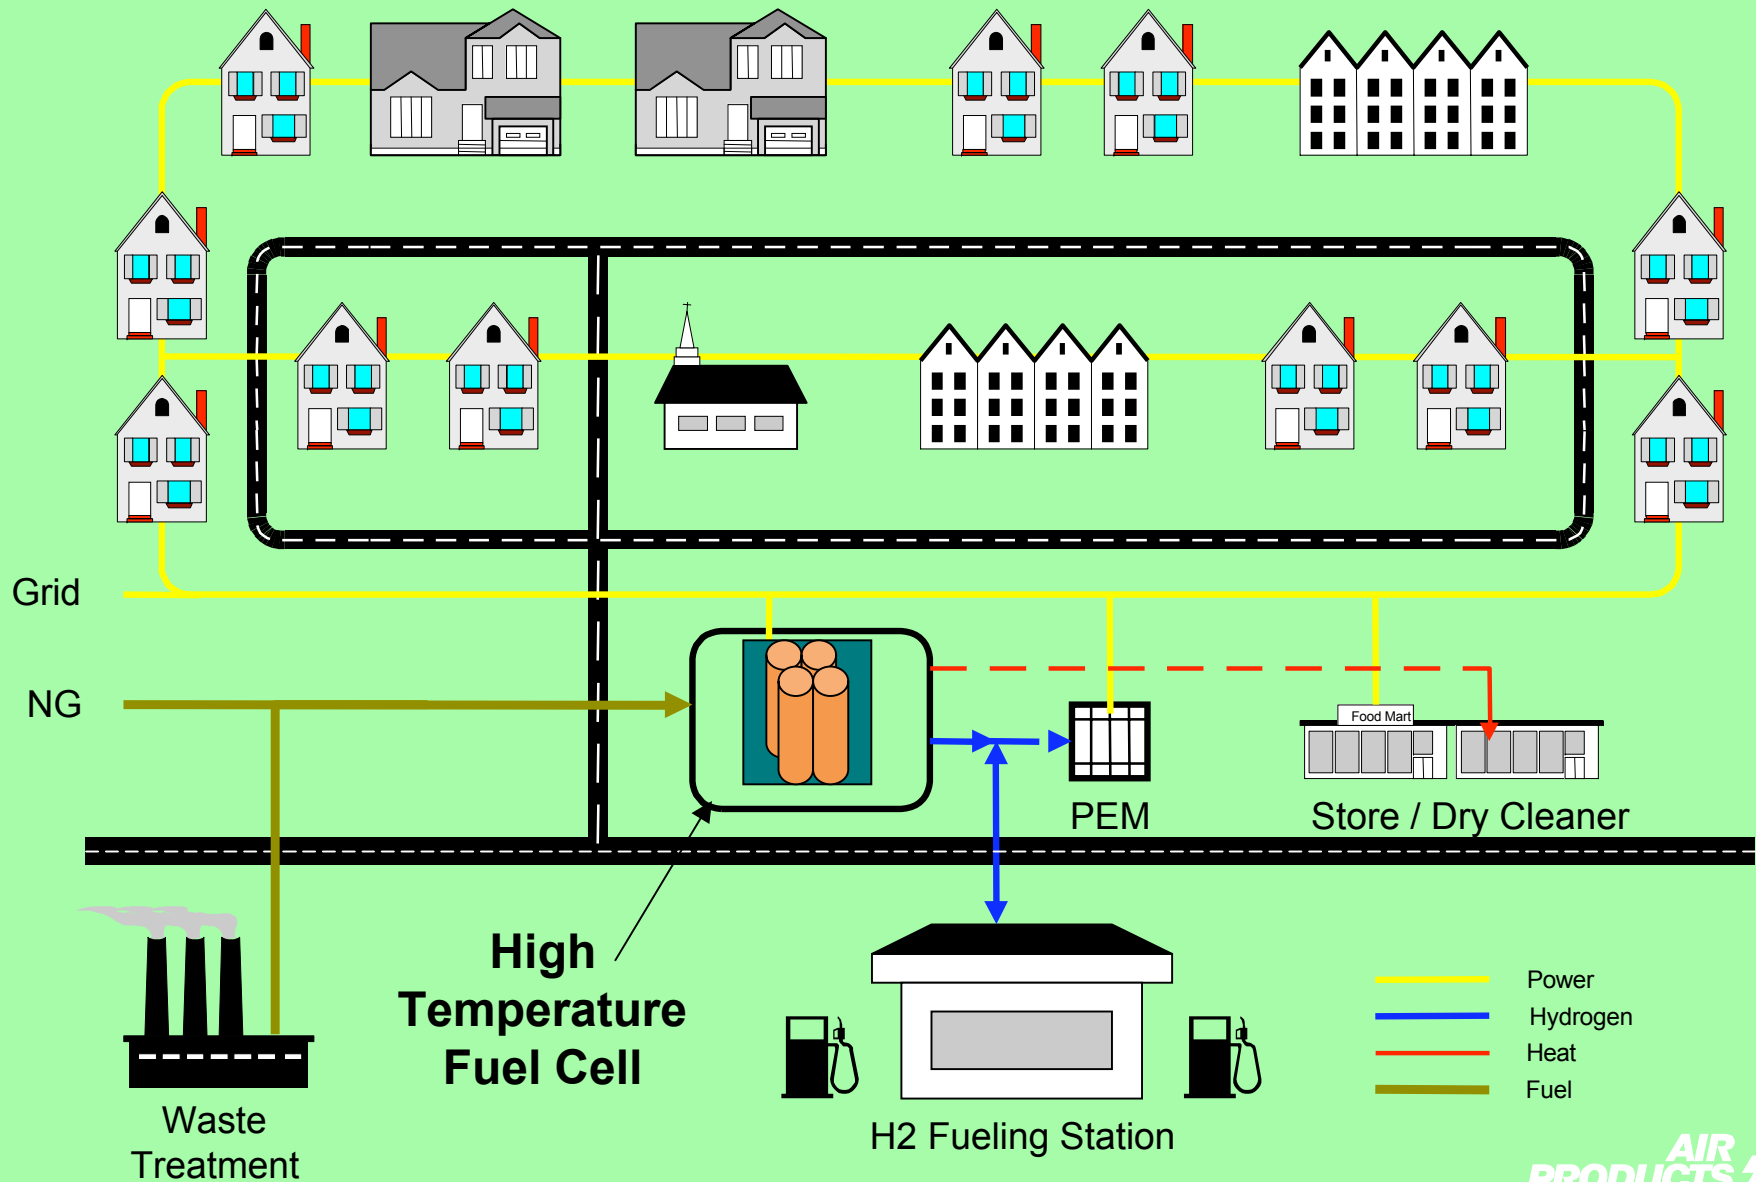 Grid
NG
Food Mart
PEM
Store / Dry Cleaner
High
Temperature
Fuel Cell
Power
Hydrogen
Heat
Fuel
Waste
Treatment
H2 Fueling Station
AIR
PRODUCTS